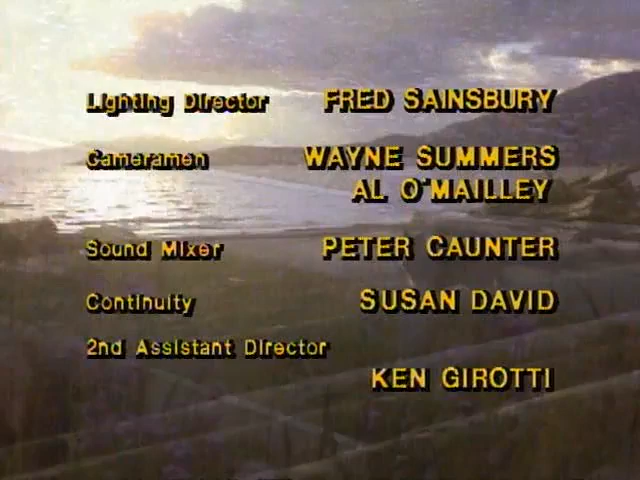 Lighting Director FRED SAINSBURY
Cameramen WAYNE SUMMERS
AL O'MAILLEY
Sound Mixer PETER CAUNTER
Continuity SUSAN DAVID
2nd Assistant Director
KEN GIROTTI